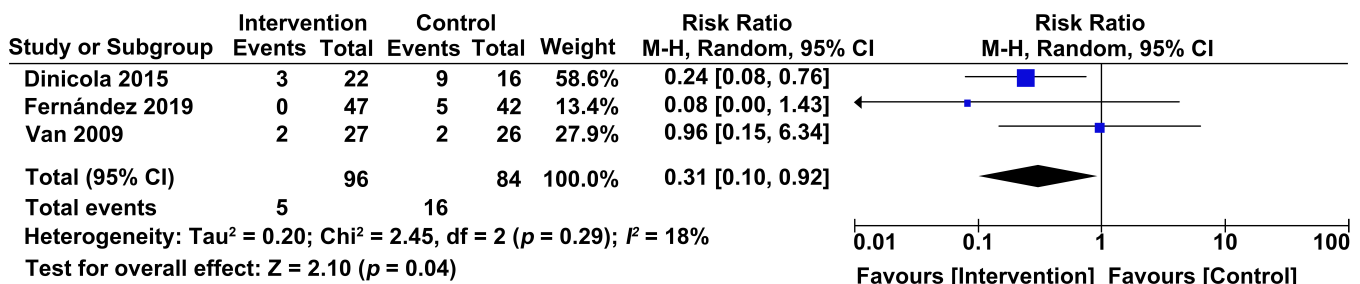 Intervention Control Risk Ratio Risk Ratio
Study or Subgroup Events Total Events Total Weight M-H, Random, 95% CI M-H, Random, 95% CI
Dinicola 2015 3 22 9 16 58.6% 0.24 [0.08, 0.76]
Fernández 2019 0 47 5 42 13.4% 0.08 [0.00, 1.43]
Van 2009 2 27 2 26 27.9% 0.96 [0.15, 6.34]
Total (95% CI) 96 84 100.0% 0.31 [0.10, 0.92]
Total events 5 16
Heterogeneity: Tau² = 0.20; Chi² = 2.45, df = 2 (p = 0.29); I² = 18%
Test for overall effect: Z = 2.10 (p = 0.04)
0.01 0.1 1 10 100
Favours [Intervention] Favours [Control]